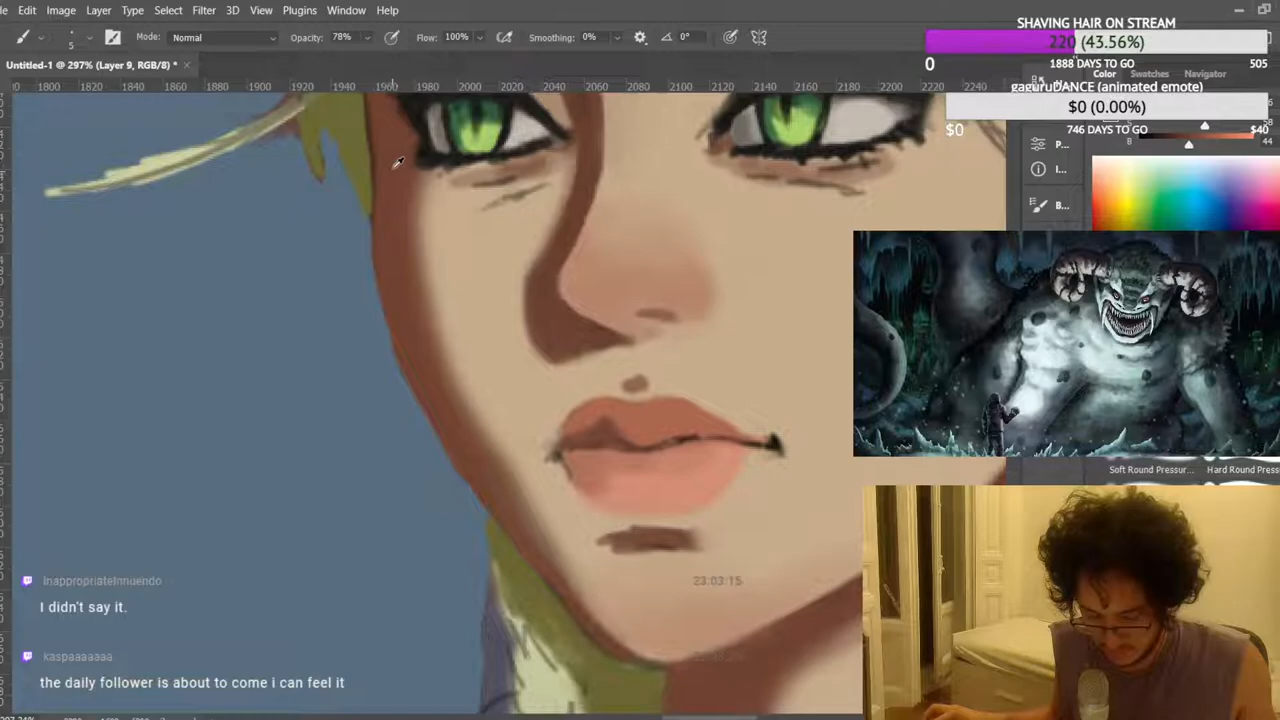 le Edit Image Layer Type Select Filter 3D View Plugins Window Help
SHAVING HAIR ON STREAM
5 Mode: Normal Opacity: 78% Flow: 100% Smoothing: 0% 0°
220 (43.56%)
0 1888 DAYS TO GO 505
Untitled-1 @ 297% (Layer 9, RGB/8) *
Color Swatches Navigator
gaguruDANCE (animated emote)
1800 1820 1840 1860 1880 1900 1920 1940 1960 1980 2000 2020 2040 2060 2080 2100 2120 2140 2160 2180 2200 2220 2240
$0 (0.00%)
$0 746 DAYS TO GO $40
B 44
P...
I...
B...
Soft Round Pressur... Hard Round Press
InappropriateInnuendo
23:03:15
I didn't say it.
kaspaaaaaaa
the daily follower is about to come i can feel it